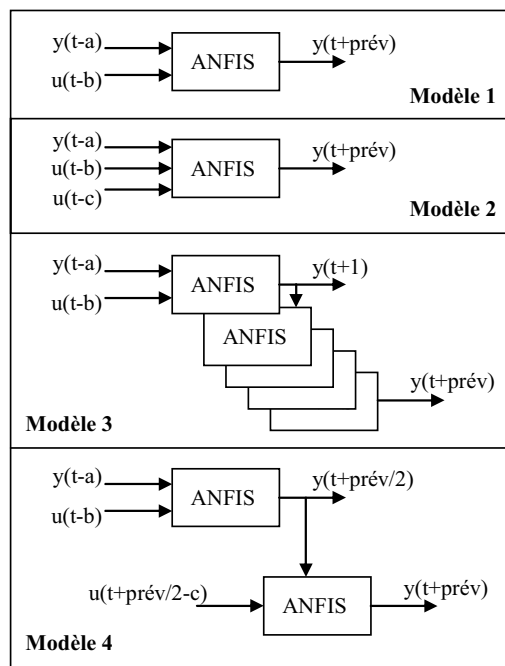 y(t-a)
u(t-b)
ANFIS
y(t+prév)
Modèle 1
y(t-a)
u(t-b)
u(t-c)
ANFIS
y(t+prév)
Modèle 2
y(t-a)
u(t-b)
ANFIS
y(t+1)
ANFIS
y(t+prév)
Modèle 3
y(t-a)
u(t-b)
ANFIS
y(t+prév/2)
u(t+prév/2-c)
ANFIS
y(t+prév)
Modèle 4